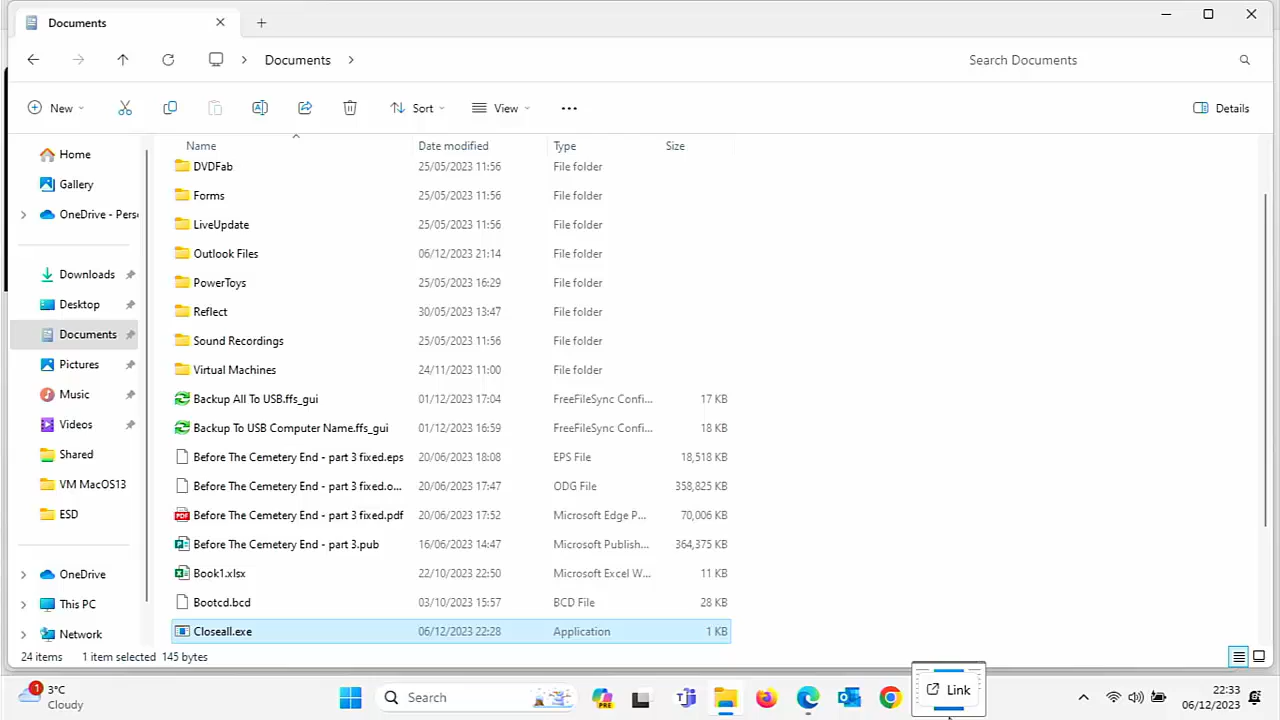 Documents
Documents
Search Documents
New
Sort
View
Details
Name Date modified Type Size
Home
Gallery
OneDrive - Pers
Downloads
Desktop
Documents
Pictures
Music
Videos
Shared
VM MacOS13
ESD
OneDrive
This PC
Network
DVDFab 25/05/2023 11:56 File folder
Forms 25/05/2023 11:56 File folder
LiveUpdate 25/05/2023 11:56 File folder
Outlook Files 06/12/2023 21:14 File folder
PowerToys 25/05/2023 16:29 File folder
Reflect 30/05/2023 13:47 File folder
Sound Recordings 25/05/2023 11:56 File folder
Virtual Machines 24/11/2023 11:00 File folder
Backup All To USB.ffs_gui 01/12/2023 17:04 FreeFileSync Confi... 17 KB
Backup To USB Computer Name.ffs_gui 01/12/2023 16:59 FreeFileSync Confi... 18 KB
Before The Cemetery End - part 3 fixed.eps 20/06/2023 18:08 EPS File 18,518 KB
Before The Cemetery End - part 3 fixed.o... 20/06/2023 17:47 ODG File 358,825 KB
Before The Cemetery End - part 3 fixed.pdf 20/06/2023 17:52 Microsoft Edge P... 70,006 KB
Before The Cemetery End - part 3.pub 16/06/2023 14:47 Microsoft Publish... 364,375 KB
Book1.xlsx 22/10/2023 22:50 Microsoft Excel W... 11 KB
Bootcd.bcd 03/10/2023 15:57 BCD File 28 KB
Closeall.exe 06/12/2023 22:28 Application 1 KB
24 items 1 item selected 145 bytes
1
3°C
Cloudy
Search
PRE
Link
22:33
06/12/2023